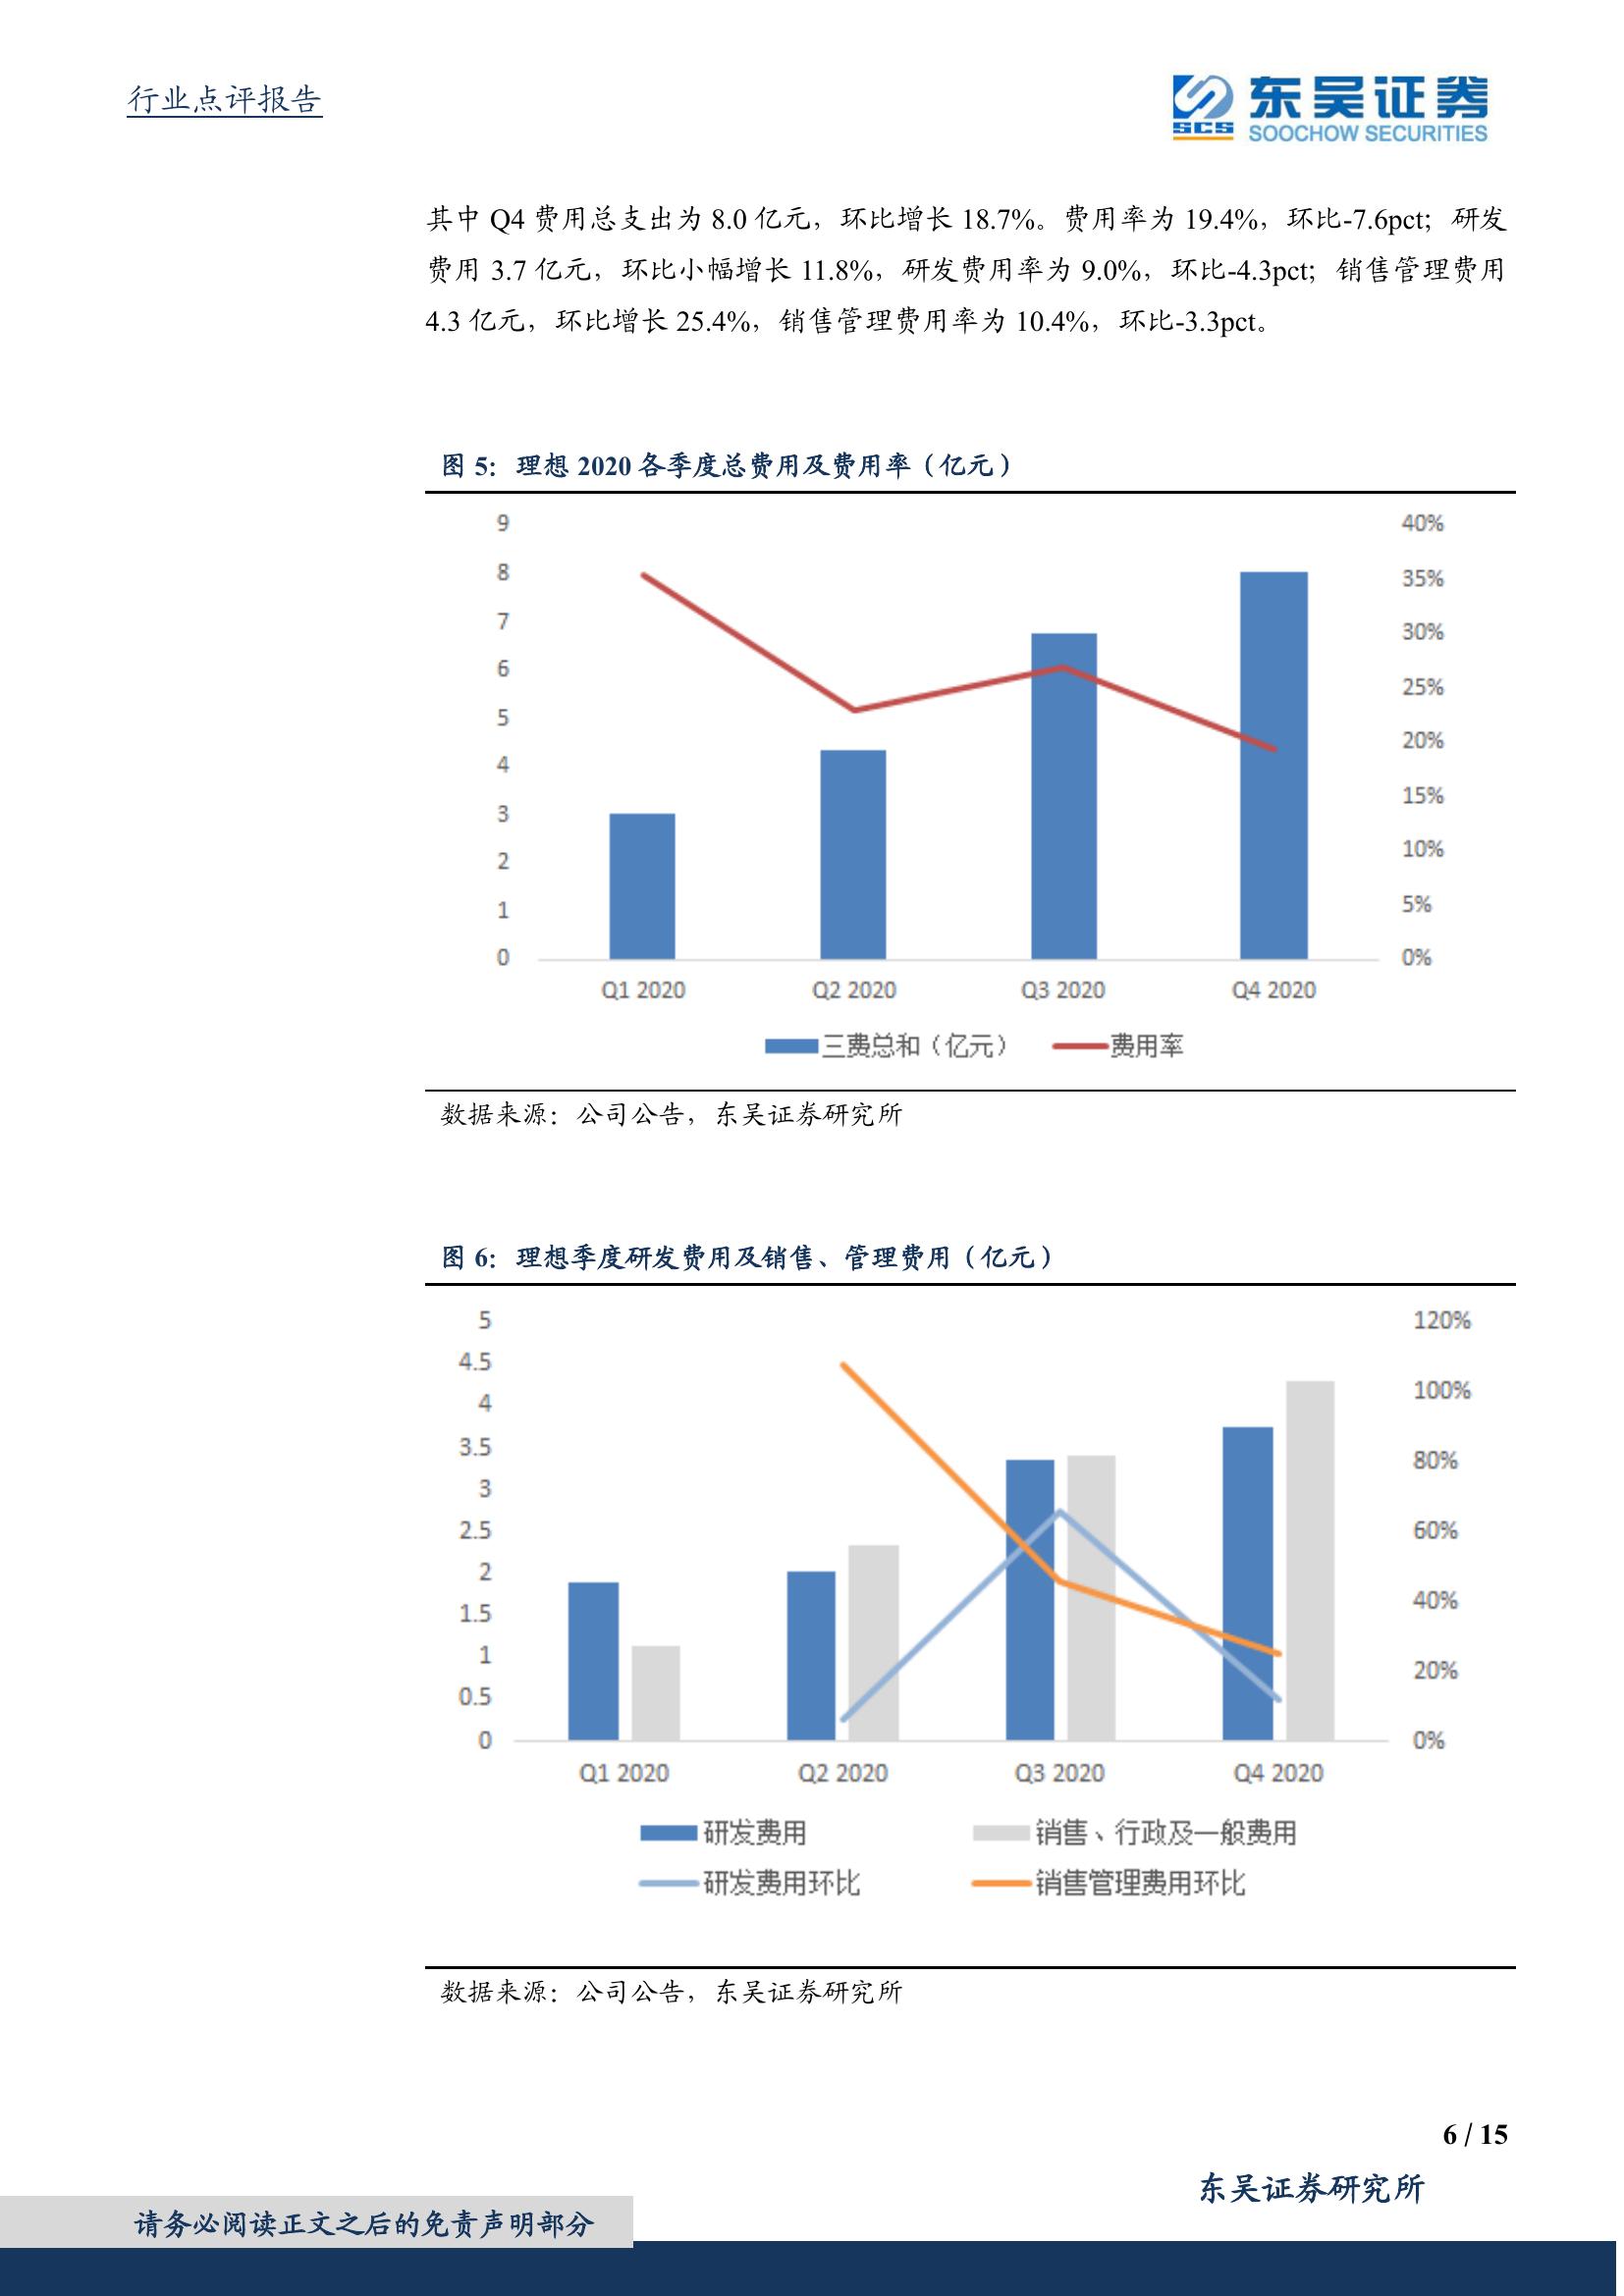 行业点评报告
东吴证券
SCS
SOOCHOW SECURITIES
其中 Q4 费用总支出为 8.0 亿元，环比增长 18.7%。费用率为 19.4%，环比-7.6pct；研发
费用 3.7 亿元，环比小幅增长 11.8%，研发费用率为 9.0%，环比-4.3pct；销售管理费用
4.3 亿元，环比增长 25.4%，销售管理费用率为 10.4%，环比-3.3pct。
图 5：理想 2020 各季度总费用及费用率（亿元）
9 40%
8 35%
7 30%
6 25%
5 20%
4 15%
3 10%
2 5%
1 0%
0
Q1 2020 Q2 2020 Q3 2020 Q4 2020
三费总和（亿元） 费用率
数据来源：公司公告，东吴证券研究所
图 6：理想季度研发费用及销售、管理费用（亿元）
5 120%
4.5 100%
4 80%
3.5 60%
3 40%
2.5 20%
2 0%
1.5
1
0.5
0
Q1 2020 Q2 2020 Q3 2020 Q4 2020
研发费用 销售、行政及一般费用
研发费用环比 销售管理费用环比
数据来源：公司公告，东吴证券研究所
6 / 15
东吴证券研究所
请务必阅读正文之后的免责声明部分